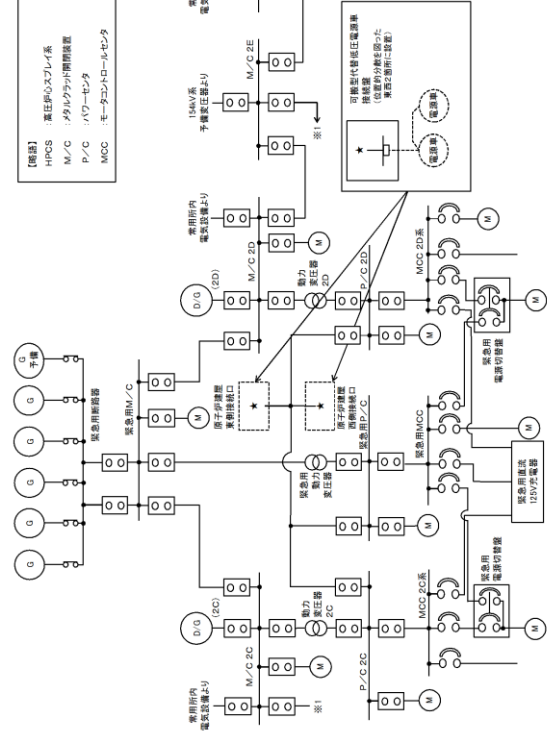 【略語】
HPCS :高圧炉心スプレイ系
M/C :メタルクラッド開閉装置
P/C :パワーセンタ
MCC :モータコントロールセンタ
M/C 2E
154kV系
予備変圧器より
※1
可搬型代替低圧電源車
接続盤
(位置的分散を図った
東西2箇所に設置)
★
電源車
電源車
常用所内
電気設備より
M/C 2D
M
D/G
(2D)
動力
変圧器
2D
P/C 2D
M
MCC 2D系
M
緊急用
電源切替盤
M
G
予備
G
G
G
G
G
緊急用断路器
緊急用M/C
M
原子炉建屋
東側接続口
★
原子炉建屋
西側接続口
★
緊急用
動力
変圧器
緊急用P/C
M
緊急用MCC
M
緊急用直流
125V充電器
D/G
(2C)
動力
変圧器
2C
MCC 2C系
緊急用
電源切替盤
M
常用所内
電気設備より
M/C 2C
M
※1
P/C 2C
M